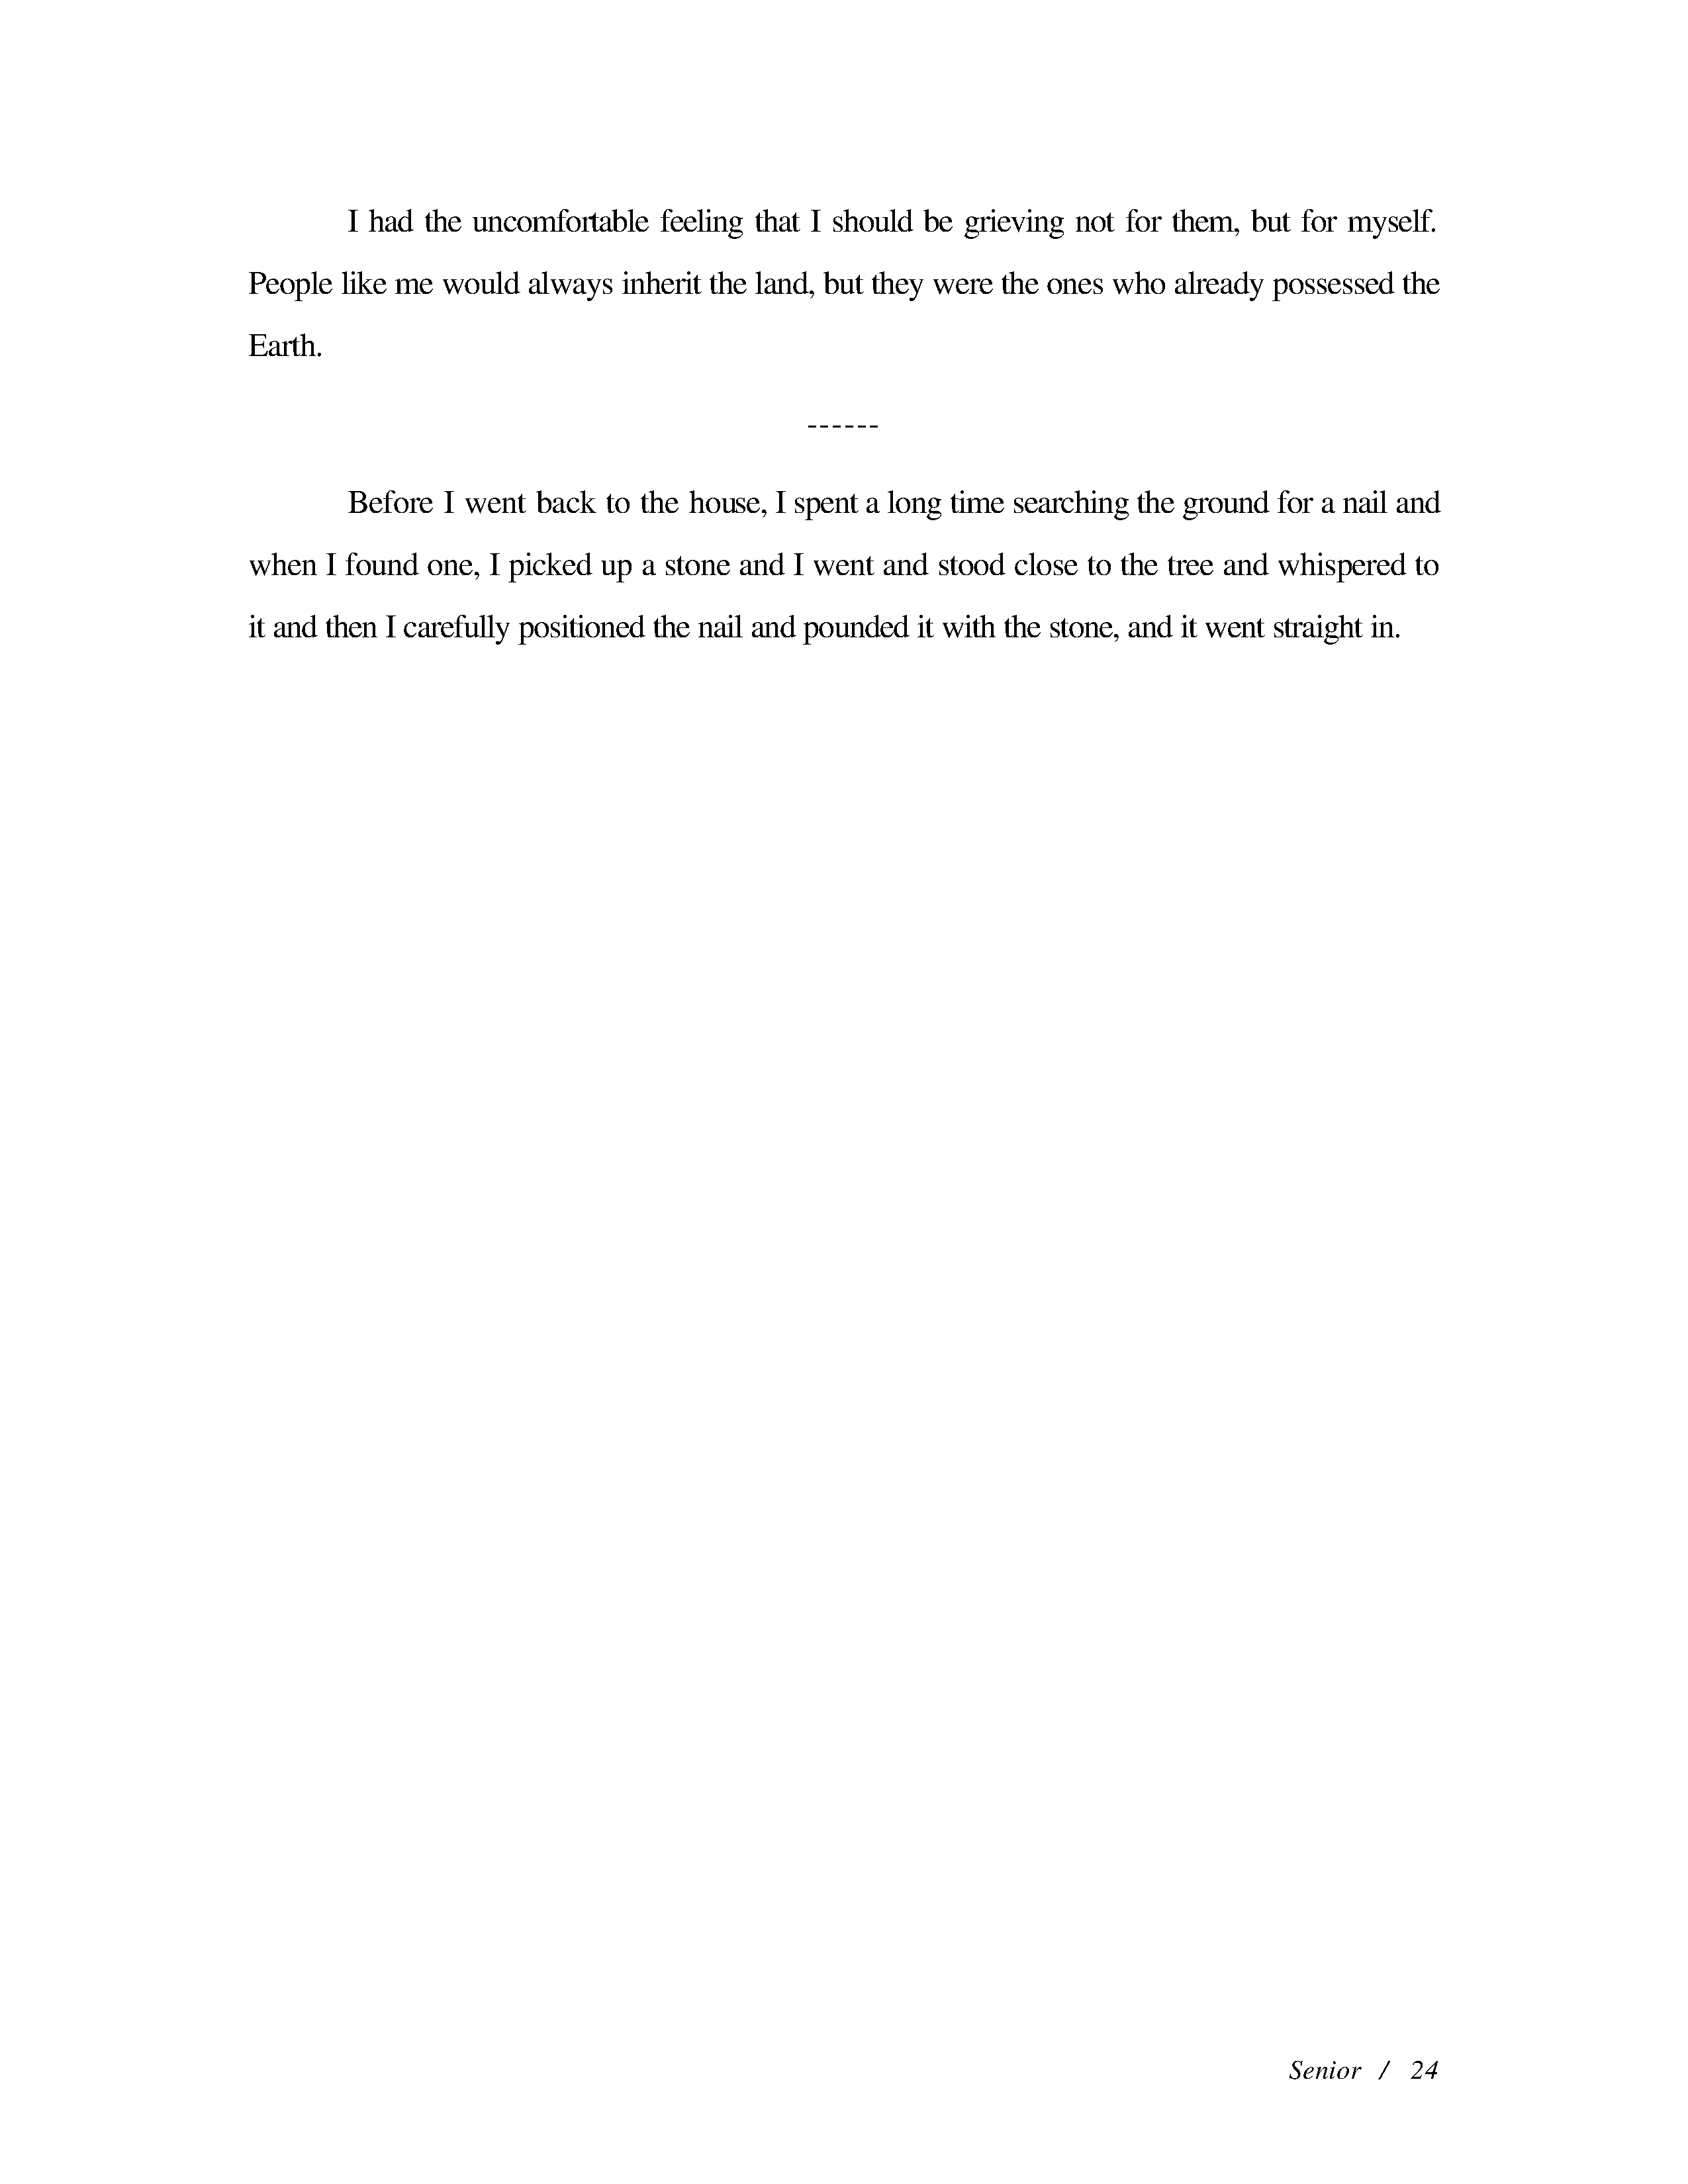 I had the uncomfortable feeling that I should be grieving not for them, but for myself.
People like me would always inherit the land, but they were the ones who already possessed the
Earth.
------
Before I went back to the house, I spent a long time searching the ground for a nail and
when I found one, I picked up a stone and I went and stood close to the tree and whispered to
it and then I carefully positioned the nail and pounded it with the stone, and it went straight in.
Senior / 24